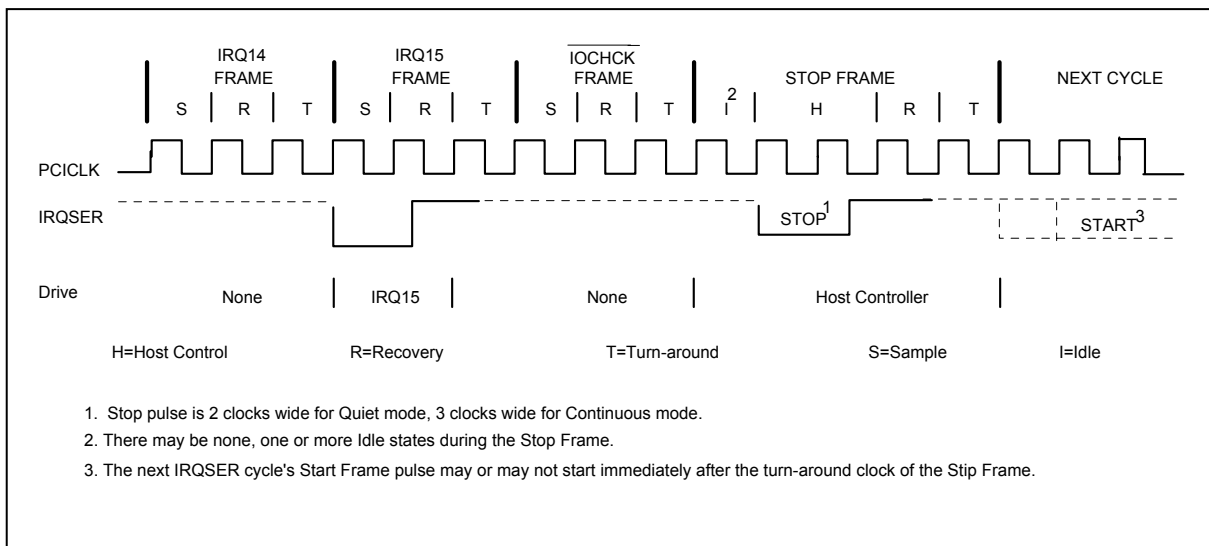 IRQ14 IRQ15 IOCHCK
FRAME FRAME FRAME STOP FRAME NEXT CYCLE
S R T S R T S R T I2 H R T
PCICLK
IRQSER STOP1 START3
Drive None IRQ15 None Host Controller
H=Host Control R=Recovery T=Turn-around S=Sample I=Idle
1. Stop pulse is 2 clocks wide for Quiet mode, 3 clocks wide for Continuous mode.
2. There may be none, one or more Idle states during the Stop Frame.
3. The next IRQSER cycle's Start Frame pulse may or may not start immediately after the turn-around clock of the Stip Frame.